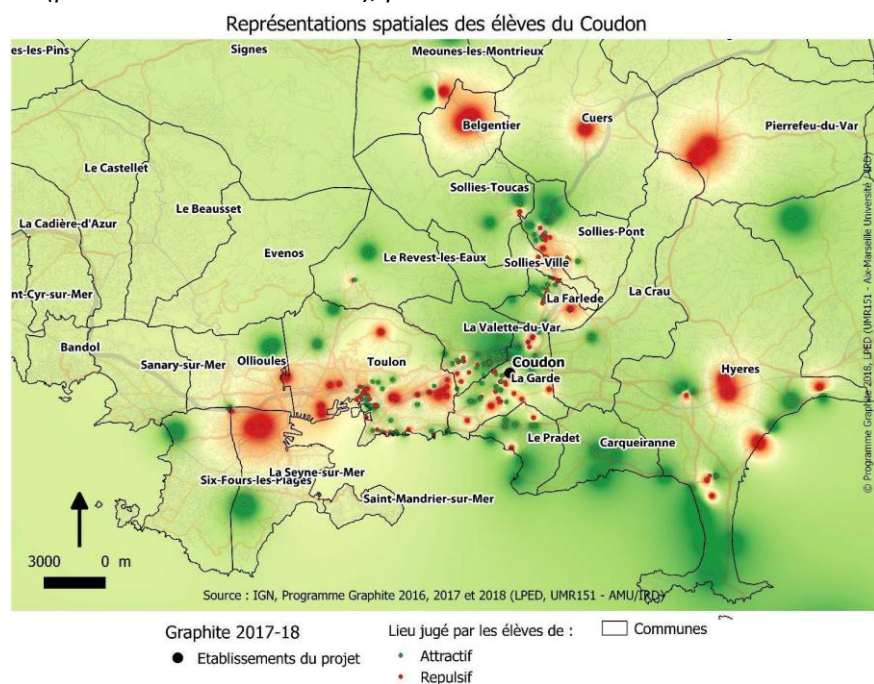 Représentations spatiales des élèves du Coudon
es-les-Pins
Signes
Meounes-les-Montrieux
Belgentier
Cuers
Pierrefeu-du-Var
Le Castellet
Sollies-Toucas
La Cadière-d'Azur
Le Beausset
Sollies-Pont
Evenos
Le Revest-les-Eaux
Sollies-Ville
nt-Cyr-sur-Mer
La Farlede
La Crau
La Valette-du-Var
Bandol
Sanary-sur-Mer
Ollioules
Toulon
Coudon
La Garde
Hyeres
Le Pradet
Carqueiranne
La Seyne-sur-Mer
Six-Fours-les-Plages
Saint-Mandrier-sur-Mer
3000 0 m
Source : IGN, Programme Graphite 2016, 2017 et 2018 (LPED, UMR151 - AMU/IRD)
© Programme Graphite 2018, LPED (UMR151 - Aix-Marseille Université / IRD)
Graphite 2017-18
Etablissements du projet
Lieu jugé par les élèves de :
Attractif
Repulsif
Communes